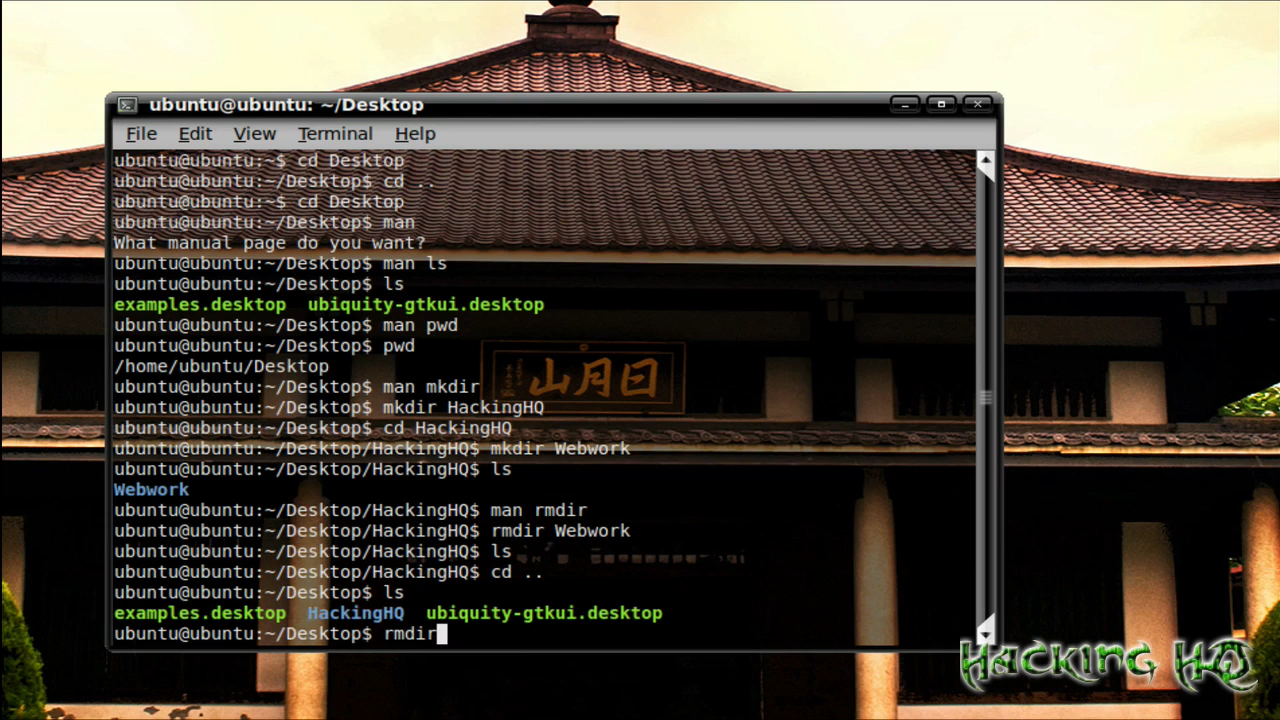 ubuntu@ubuntu: ~/Desktop
File Edit View Terminal Help
ubuntu@ubuntu:~$ cd Desktop
ubuntu@ubuntu:~/Desktop$ cd ..
ubuntu@ubuntu:~$ cd Desktop
ubuntu@ubuntu:~/Desktop$ man
What manual page do you want?
ubuntu@ubuntu:~/Desktop$ man ls
ubuntu@ubuntu:~/Desktop$ ls
examples.desktop  ubiquity-gtkui.desktop
ubuntu@ubuntu:~/Desktop$ man pwd
ubuntu@ubuntu:~/Desktop$ pwd
/home/ubuntu/Desktop
ubuntu@ubuntu:~/Desktop$ man mkdir
ubuntu@ubuntu:~/Desktop$ mkdir HackingHQ
ubuntu@ubuntu:~/Desktop$ cd HackingHQ
ubuntu@ubuntu:~/Desktop/HackingHQ$ mkdir Webwork
ubuntu@ubuntu:~/Desktop/HackingHQ$ ls
Webwork
ubuntu@ubuntu:~/Desktop/HackingHQ$ man rmdir
ubuntu@ubuntu:~/Desktop/HackingHQ$ rmdir Webwork
ubuntu@ubuntu:~/Desktop/HackingHQ$ ls
ubuntu@ubuntu:~/Desktop/HackingHQ$ cd ..
ubuntu@ubuntu:~/Desktop$ ls
examples.desktop  HackingHQ  ubiquity-gtkui.desktop
ubuntu@ubuntu:~/Desktop$ rmdir
山月日
Hacking HQ